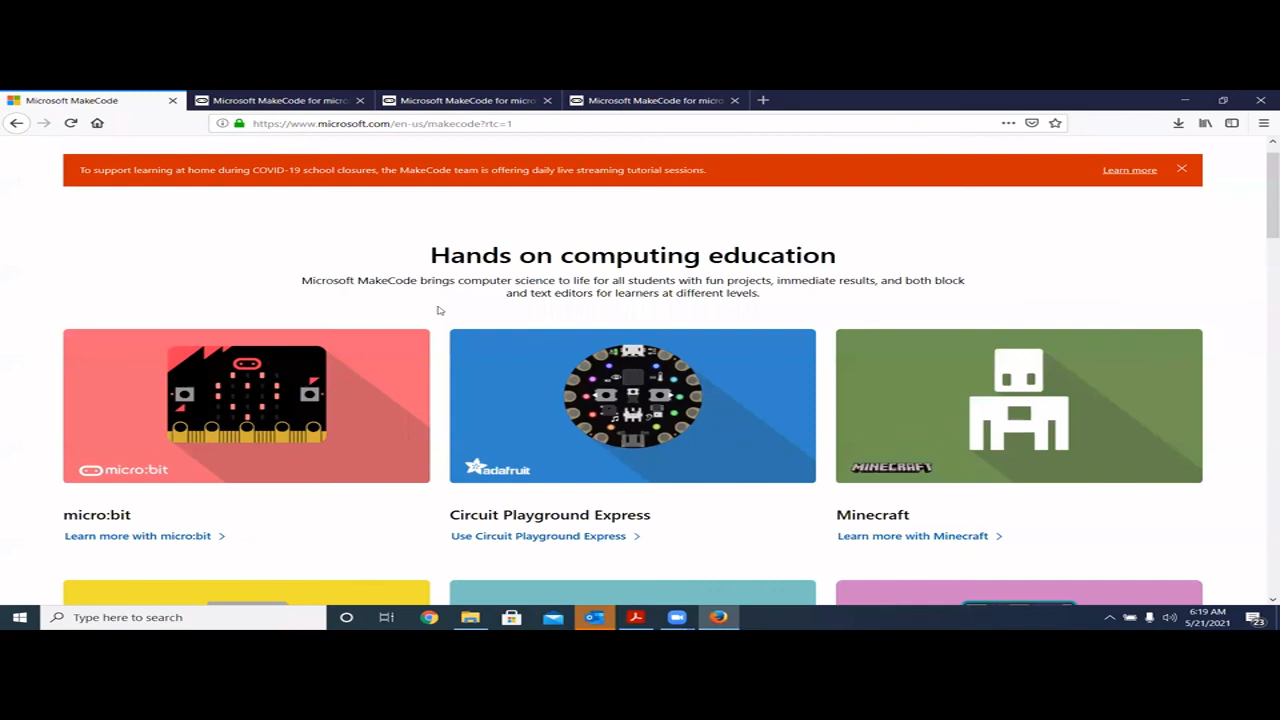 Microsoft MakeCode
Microsoft MakeCode for micro
Microsoft MakeCode for micro
Microsoft MakeCode for micro
https://www.microsoft.com/en-us/makecode?rtc=1
To support learning at home during COVID-19 school closures, the MakeCode team is offering daily live streaming tutorial sessions.
Learn more
Hands on computing education
Microsoft MakeCode brings computer science to life for all students with fun projects, immediate results, and both block
and text editors for learners at different levels.
micro:bit
adafruit
MINECRAFT
micro:bit
Circuit Playground Express
Minecraft
Learn more with micro:bit
Use Circuit Playground Express
Learn more with Minecraft
Type here to search
6:19 AM
5/21/2021
23